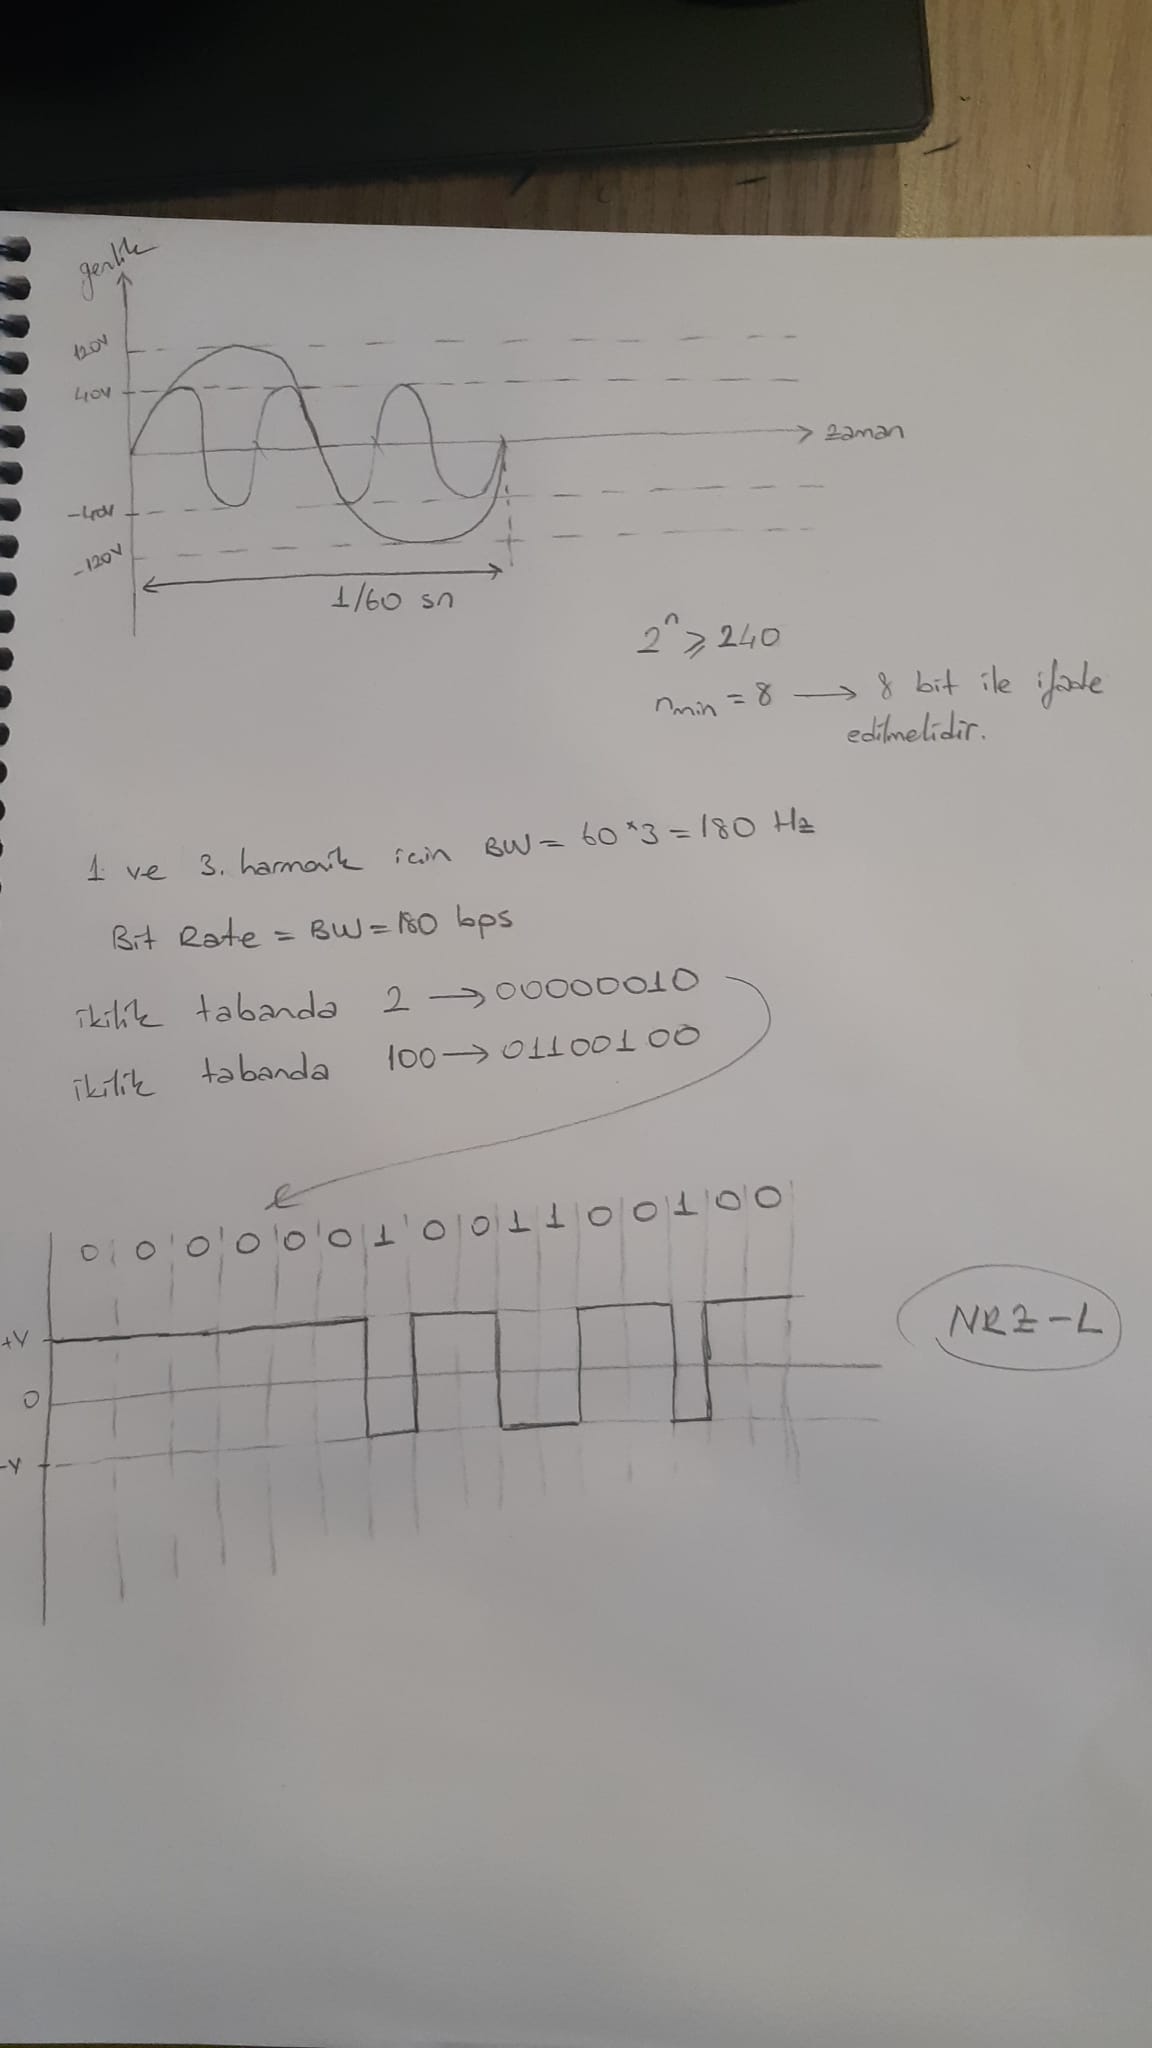 genlik
120V
40V
zaman
-40V
-120V
1/60 sn
2^n ⩾ 240
nmin = 8 → 8 bit ile ifade
edilmelidir.
1 ve 3. harmonik için BW = 60*3 = 180 Hz
Bit Rate = BW = 180 bps
ikilik tabanda 2 → 00000010
ikilik tabanda 100 → 01100100
0 0 0 0 0 0 1 0 0 1 1 0 0 1 0 0
+V
NRZ-L
0
-V